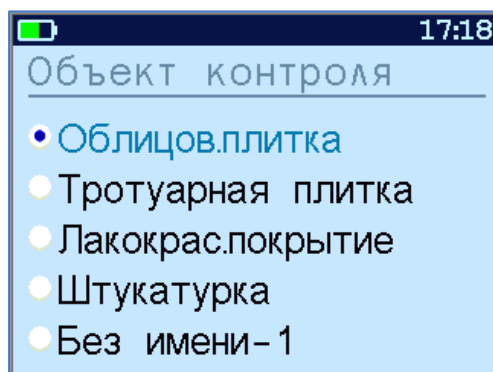 17:18
Объект контроля
Облицов.плитка
Тротуарная плитка
Лакокрас.покрытие
Штукатурка
Без имени-1